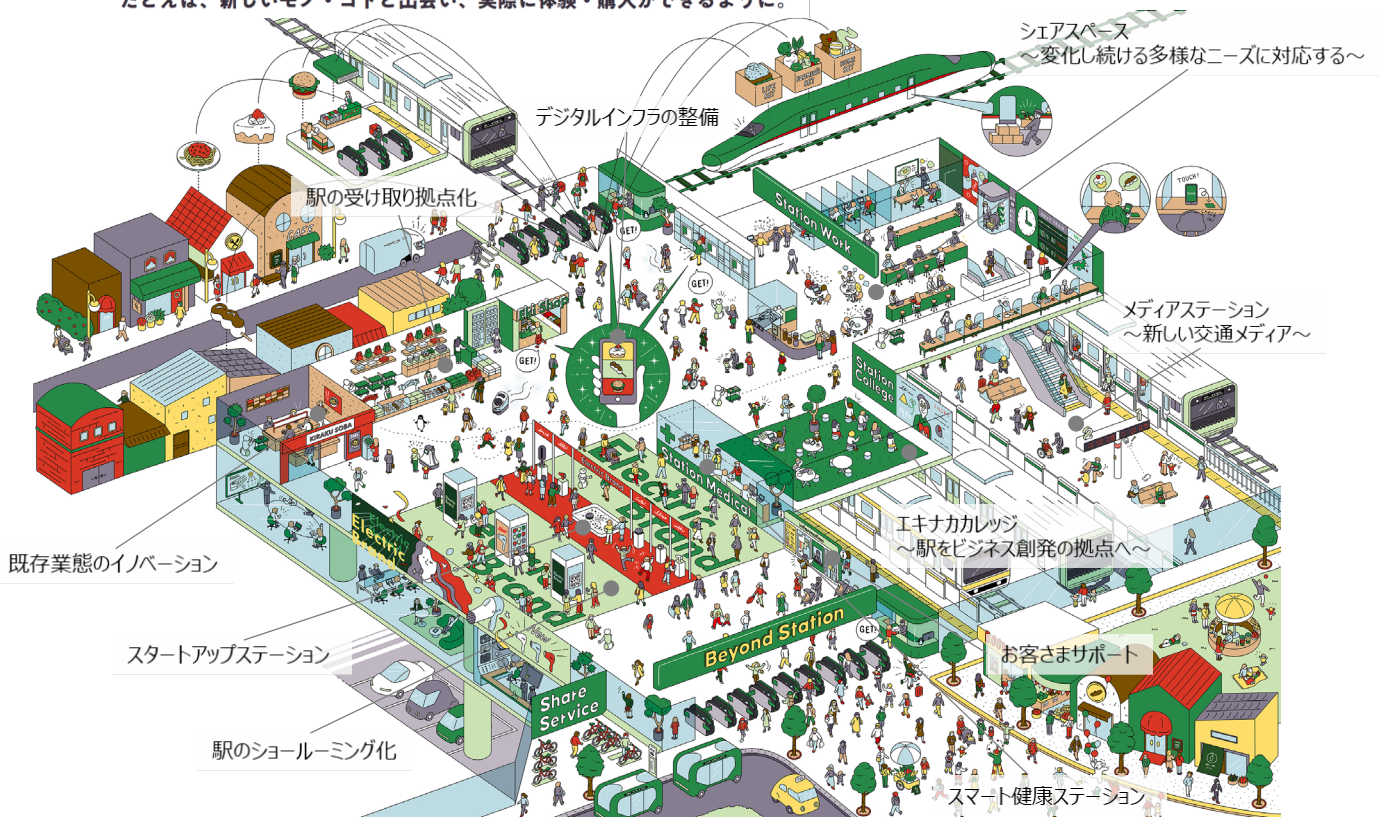 たとえば、新しいモノ・コトと出会い、実際に体験・購入ができるように。
シェアスペース
～変化し続ける多様なニーズに対応する～
デジタルインフラの整備
駅の受け取り拠点化
TOUCH!
Station Work
GET!
GET!
CAFE
Eki Shop
GET!
メディアステーション
～新しい交通メディア～
Station
College
KIRAKU SOBA
Station Medical
Electric
Brand
Electric
エキナカカレッジ
～駅をビジネス創発の拠点へ～
既存業態のイノベーション
Beyond Station
GET!
スタートアップステーション
お客さまサポート
Share
Service
駅のショールーミング化
スマート健康ステーション